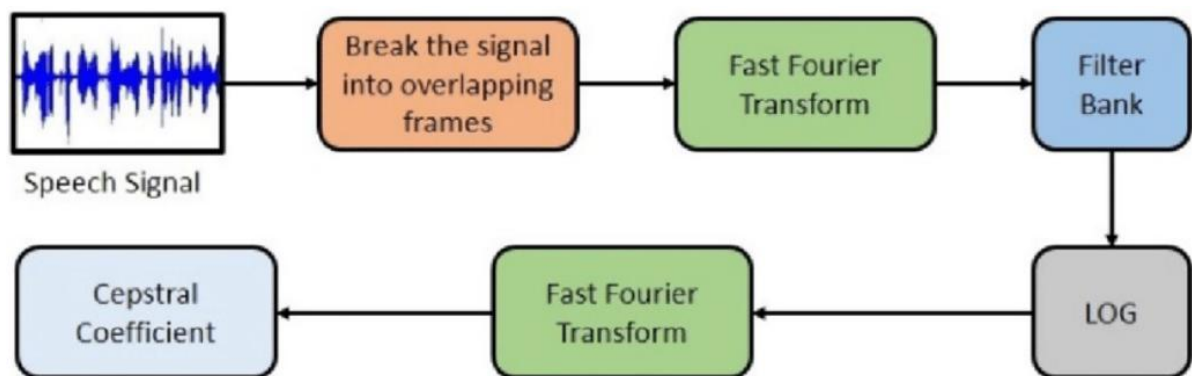 Speech Signal
Break the signal
into overlapping
frames
Fast Fourier
Transform
Filter
Bank
LOG
Fast Fourier
Transform
Cepstral
Coefficient